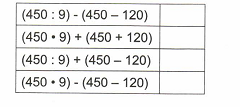 (450 : 9) - (450 – 120)
(450 • 9) + (450 + 120)
(450 : 9) + (450 – 120)
(450 • 9) - (450 – 120)